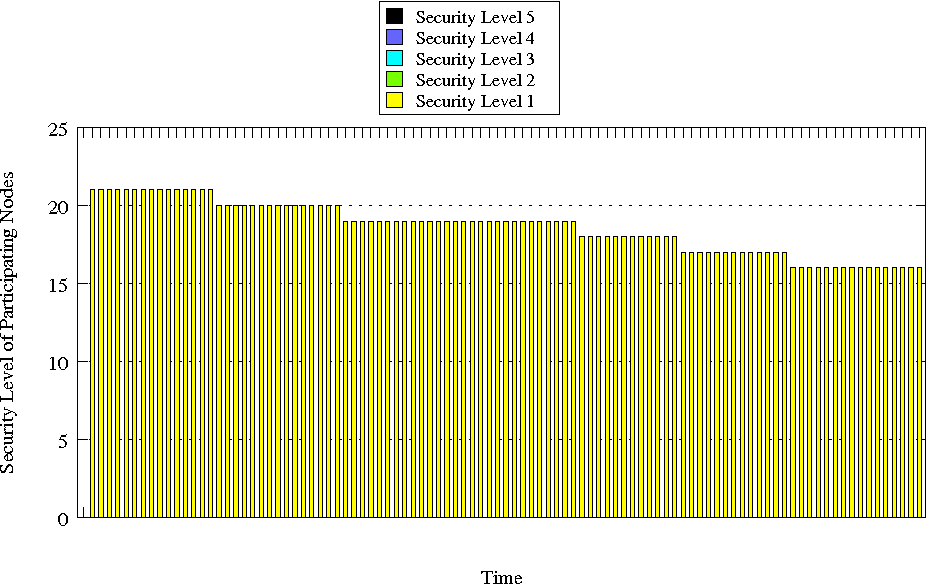 Security Level 5
Security Level 4
Security Level 3
Security Level 2
Security Level 1
25
20
15
10
5
0
Security Level of Participating Nodes
Time